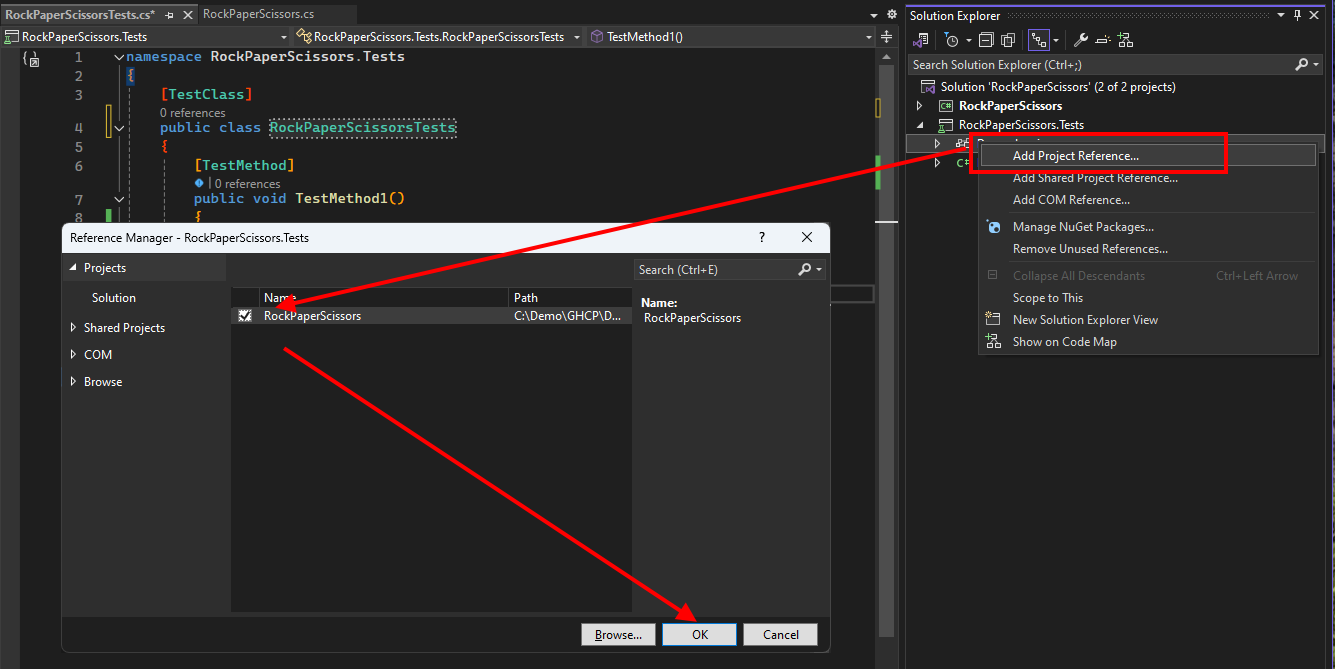 RockPaperScissorsTests.cs*
RockPaperScissors.cs
RockPaperScissors.Tests
RockPaperScissors.Tests.RockPaperScissorsTests
TestMethod1()
1 namespace RockPaperScissors.Tests
2 {
3 [TestClass]
0 references
4 public class RockPaperScissorsTests
5 {
6 [TestMethod]
| 0 references
7 public void TestMethod1()
8 {
Reference Manager - RockPaperScissors.Tests
?
Projects
Solution
Shared Projects
COM
Browse
Name Path
RockPaperScissors C:\Demo\GHCP\D...
Search (Ctrl+E)
Name:
RockPaperScissors
Browse...
OK
Cancel
Solution Explorer
Search Solution Explorer (Ctrl+;)
Solution 'RockPaperScissors' (2 of 2 projects)
C# RockPaperScissors
RockPaperScissors.Tests
C#
Add Project Reference...
Add Shared Project Reference...
Add COM Reference...
Manage NuGet Packages...
Remove Unused References...
Collapse All Descendants Ctrl+Left Arrow
Scope to This
New Solution Explorer View
Show on Code Map